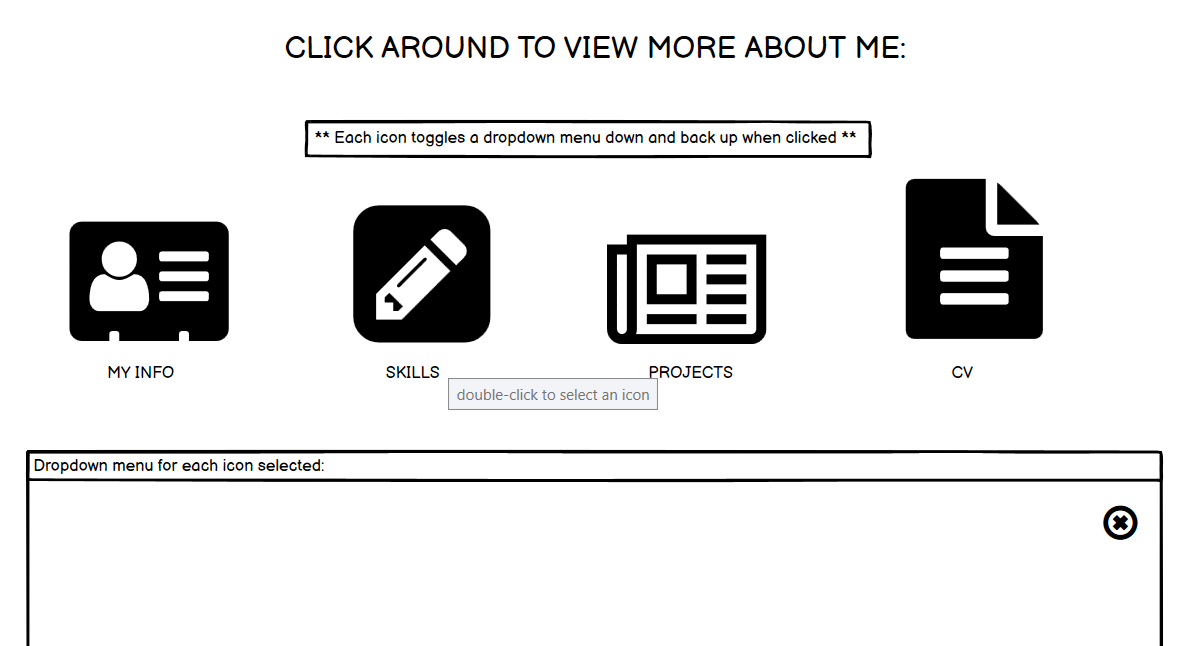 CLICK AROUND TO VIEW MORE ABOUT ME:
** Each icon toggles a dropdown menu down and back up when clicked **
MY INFO
SKILLS
PROJECTS
CV
double-click to select an icon
Dropdown menu for each icon selected: